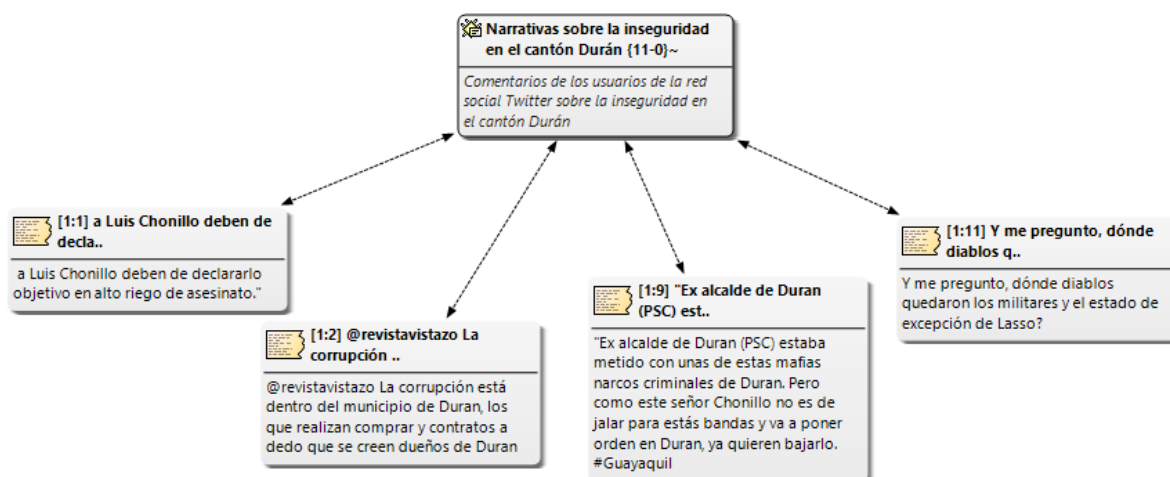 Narrativas sobre la inseguridad
en el cantón Durán {11-0}~
Comentarios de los usuarios de la red
social Twitter sobre la inseguridad en
el cantón Durán
[1:1] a Luis Chonillo deben de
decla..
a Luis Chonillo deben de declararlo
objetivo en alto riego de asesinato."
[1:2] @revistavistazo La
corrupción ..
@revistavistazo La corrupción está
dentro del municipio de Duran, los
que realizan comprar y contratos a
dedo que se creen dueños de Duran
[1:9] "Ex alcalde de Duran
(PSC) est..
"Ex alcalde de Duran (PSC) estaba
metido con unas de estas mafias
narcos criminales de Duran. Pero
como este señor Chonillo no es de
jalar para estás bandas y va a poner
orden en Duran, ya quieren bajarlo.
#Guayaquil
[1:11] Y me pregunto, dónde
diablos q..
Y me pregunto, dónde diablos
quedaron los militares y el estado de
excepción de Lasso?